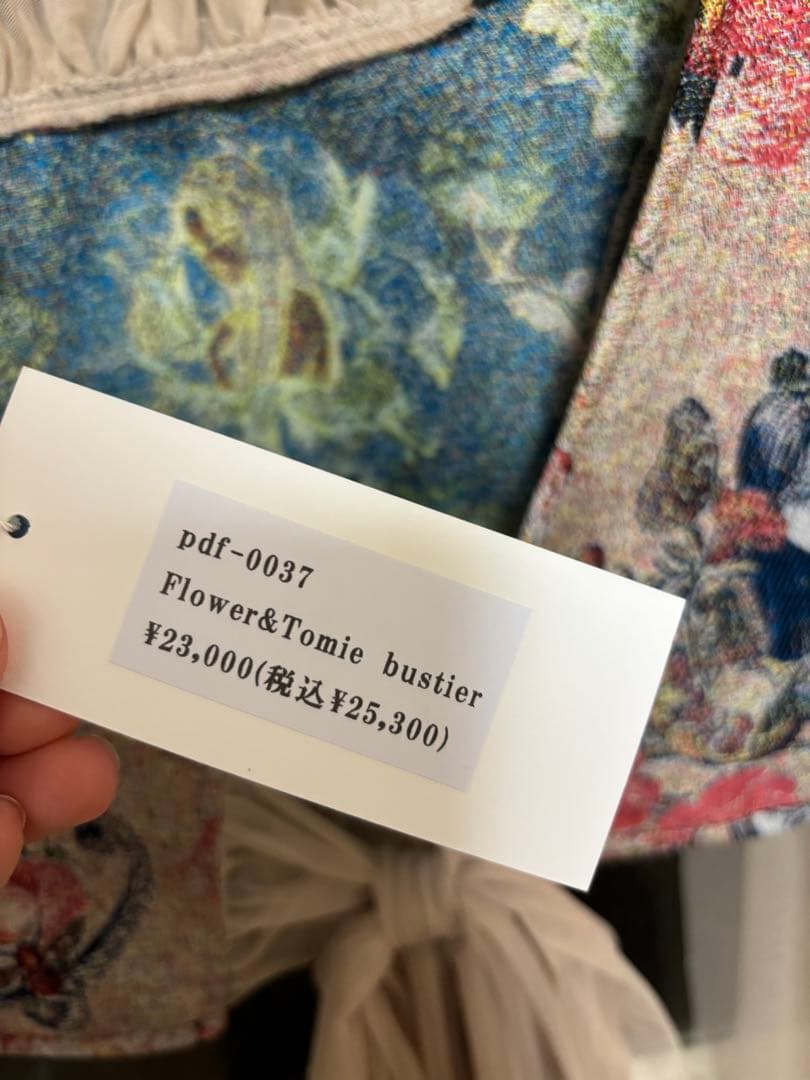 pdf-0037
Flower&Tomie bustier
¥23,000(税込¥25,300)